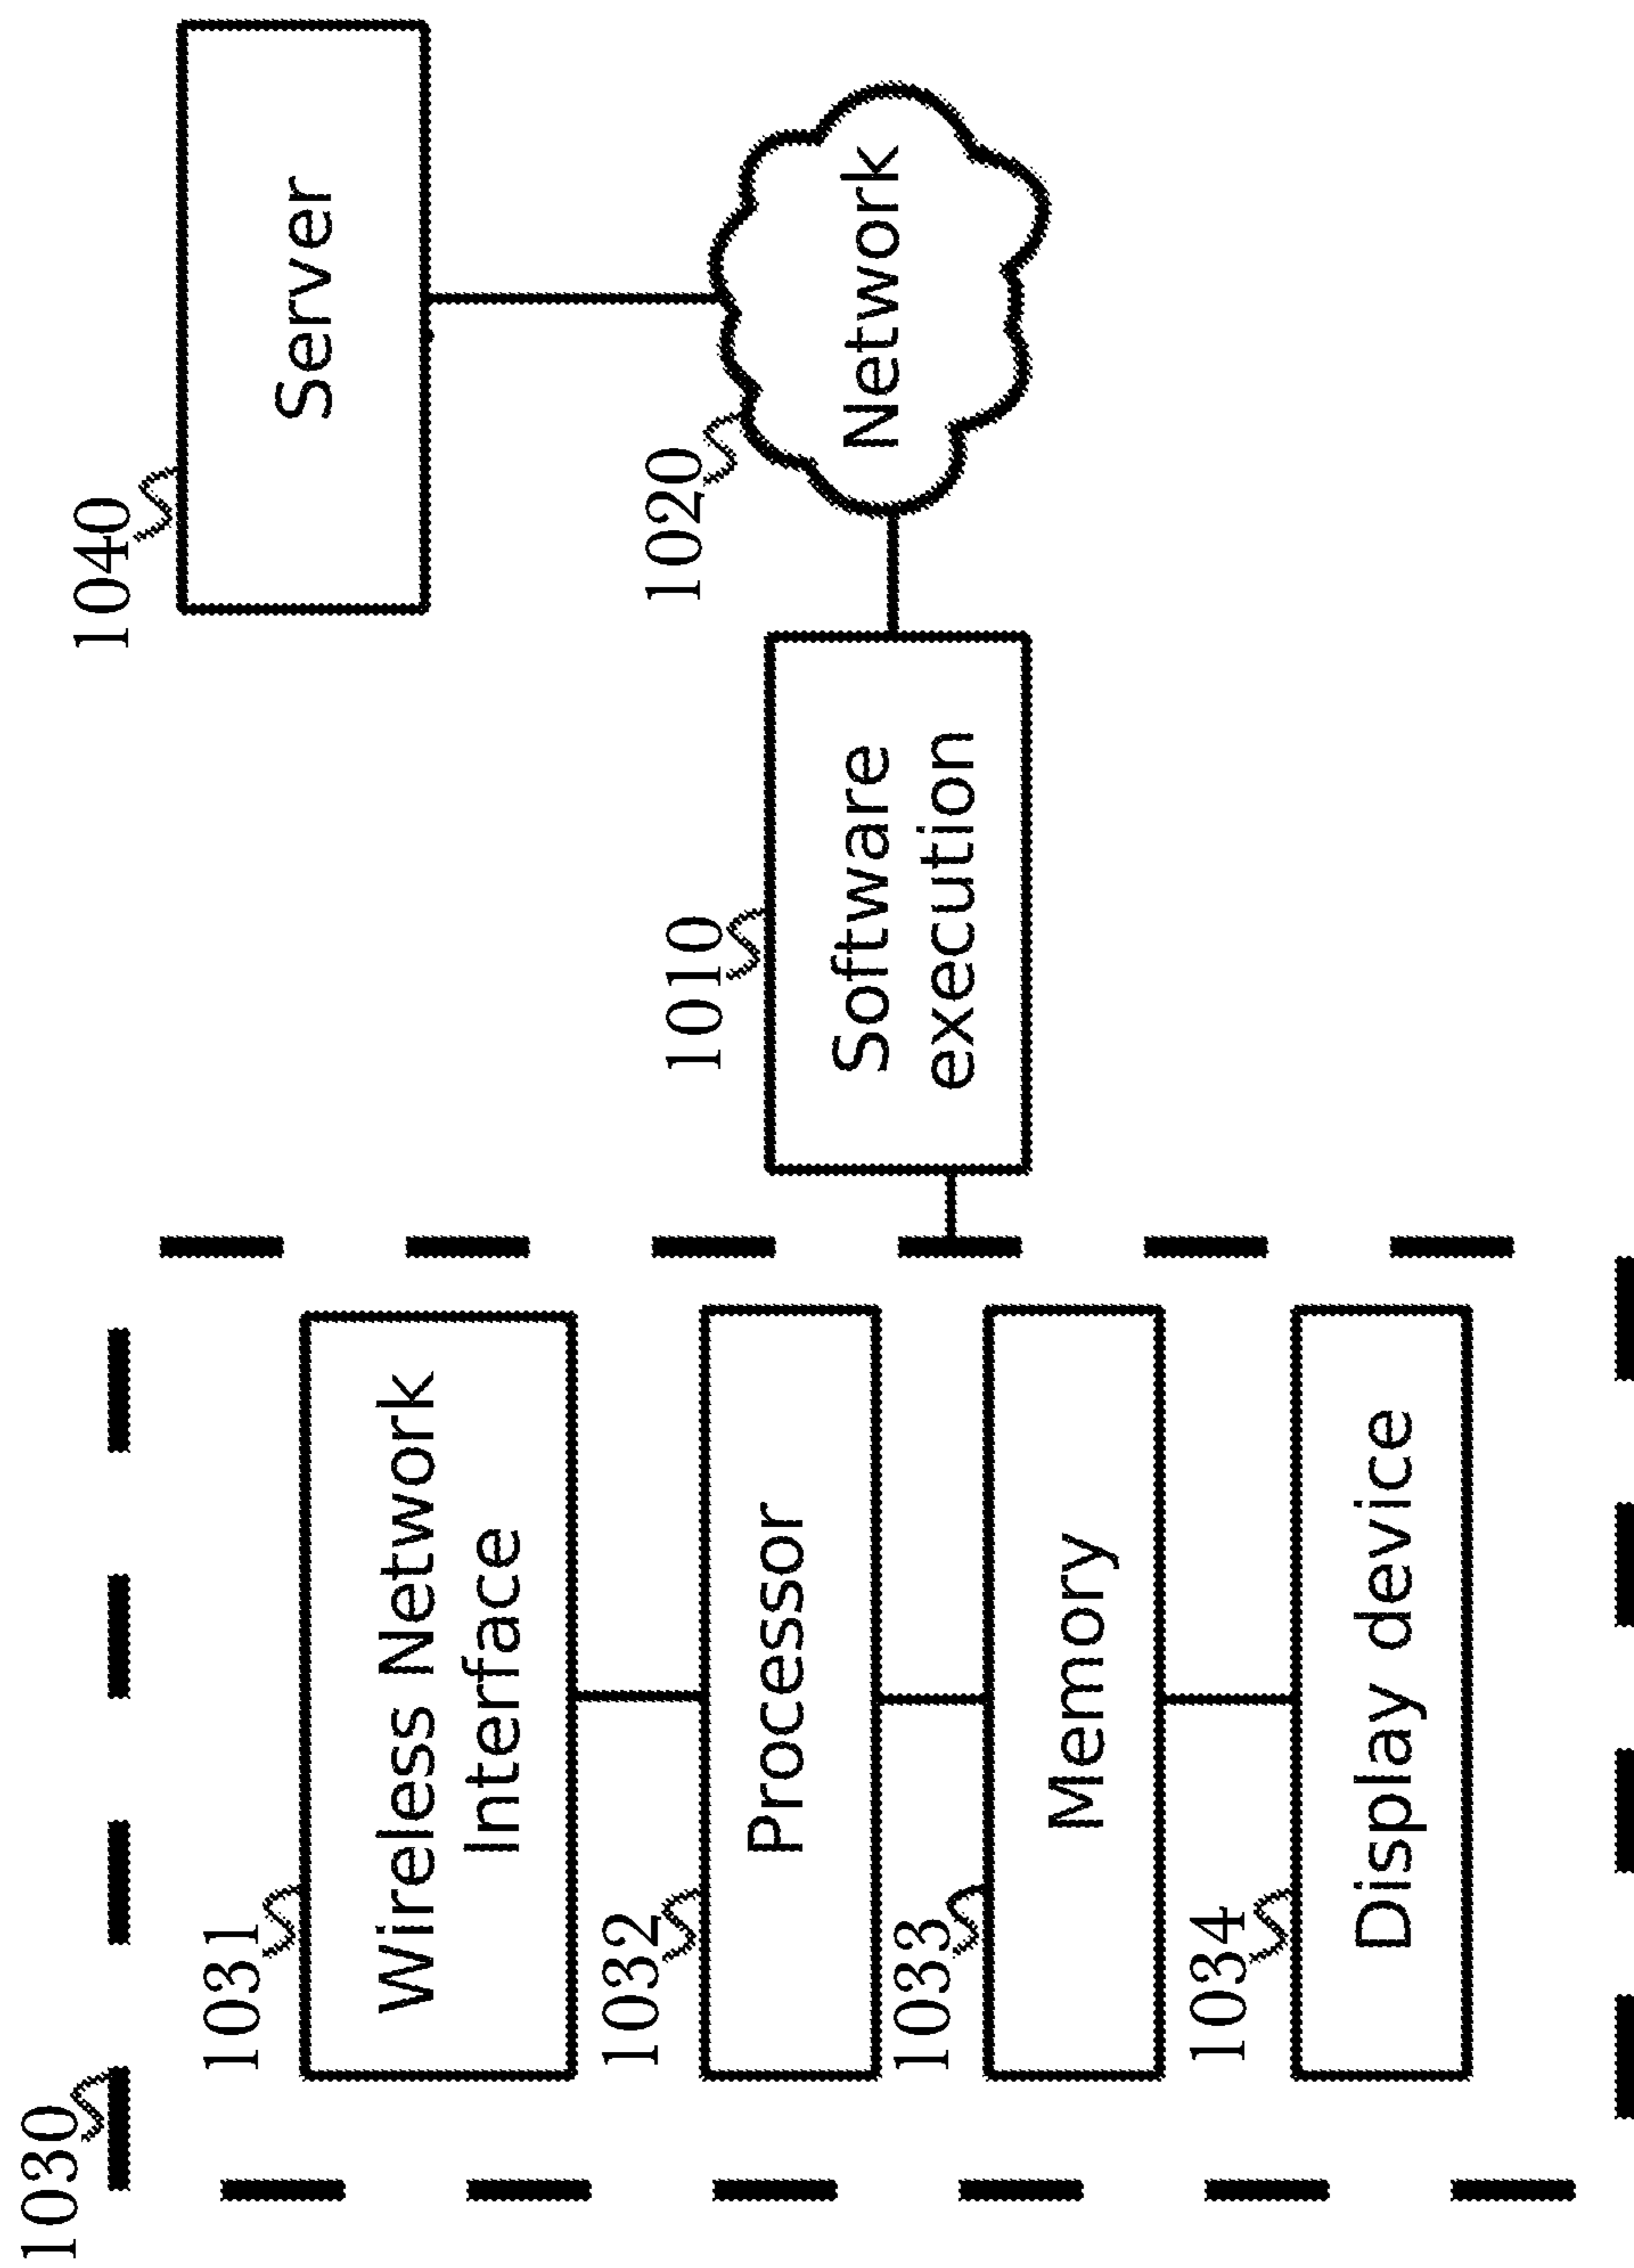 1030
1031
Wireless Network
Interface
1032
Processor
1033
Memory
1034
Display device
1010
Software
execution
1020
Network
1040
Server